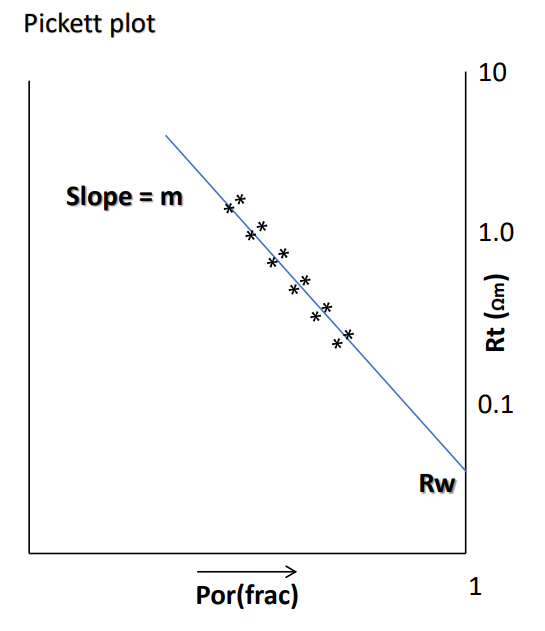 Pickett plot
10
Slope = m
1.0
Rt (Ωm)
0.1
Rw
Por(frac)
1